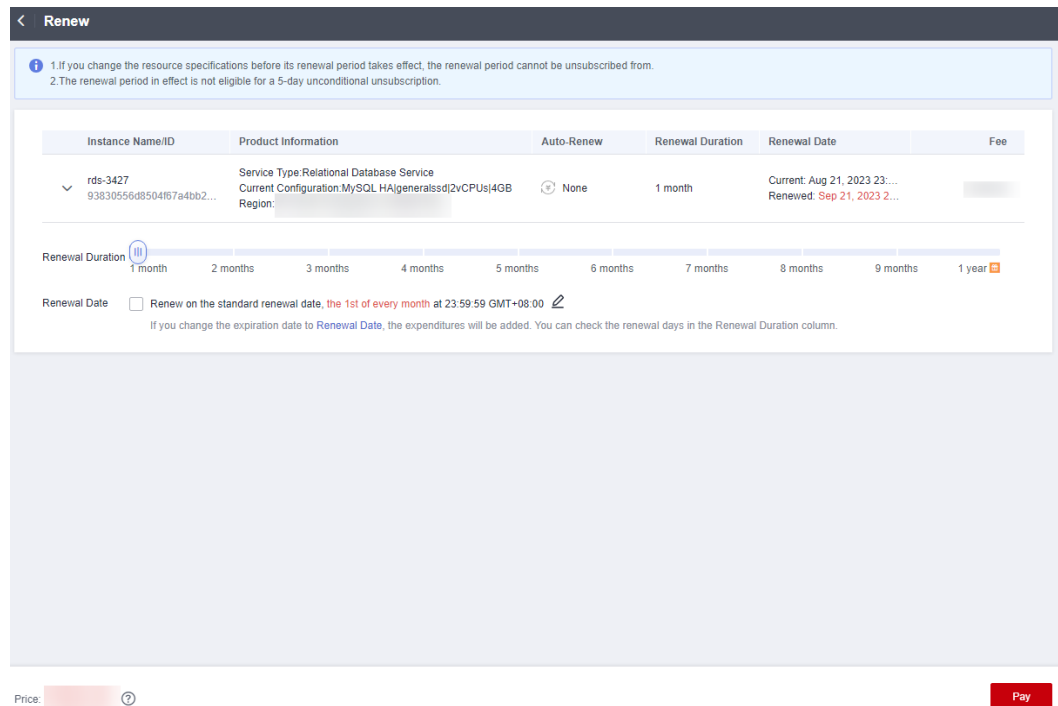 Renew
1.If you change the resource specifications before its renewal period takes effect, the renewal period cannot be unsubscribed from.
2.The renewal period in effect is not eligible for a 5-day unconditional unsubscription.
Instance Name/ID Product Information Auto-Renew Renewal Duration Renewal Date Fee
rds-3427
93830556d8504f67a4bb2...
Service Type:Relational Database Service
Current Configuration:MySQL HA|generalssd|2vCPUs|4GB
Region:
None
1 month
Current: Aug 21, 2023 23:...
Renewed: Sep 21, 2023 2...
Renewal Duration
1 month 2 months 3 months 4 months 5 months 6 months 7 months 8 months 9 months 1 year
Renewal Date Renew on the standard renewal date, the 1st of every month at 23:59:59 GMT+08:00
If you change the expiration date to Renewal Date, the expenditures will be added. You can check the renewal days in the Renewal Duration column.
Price:
Pay